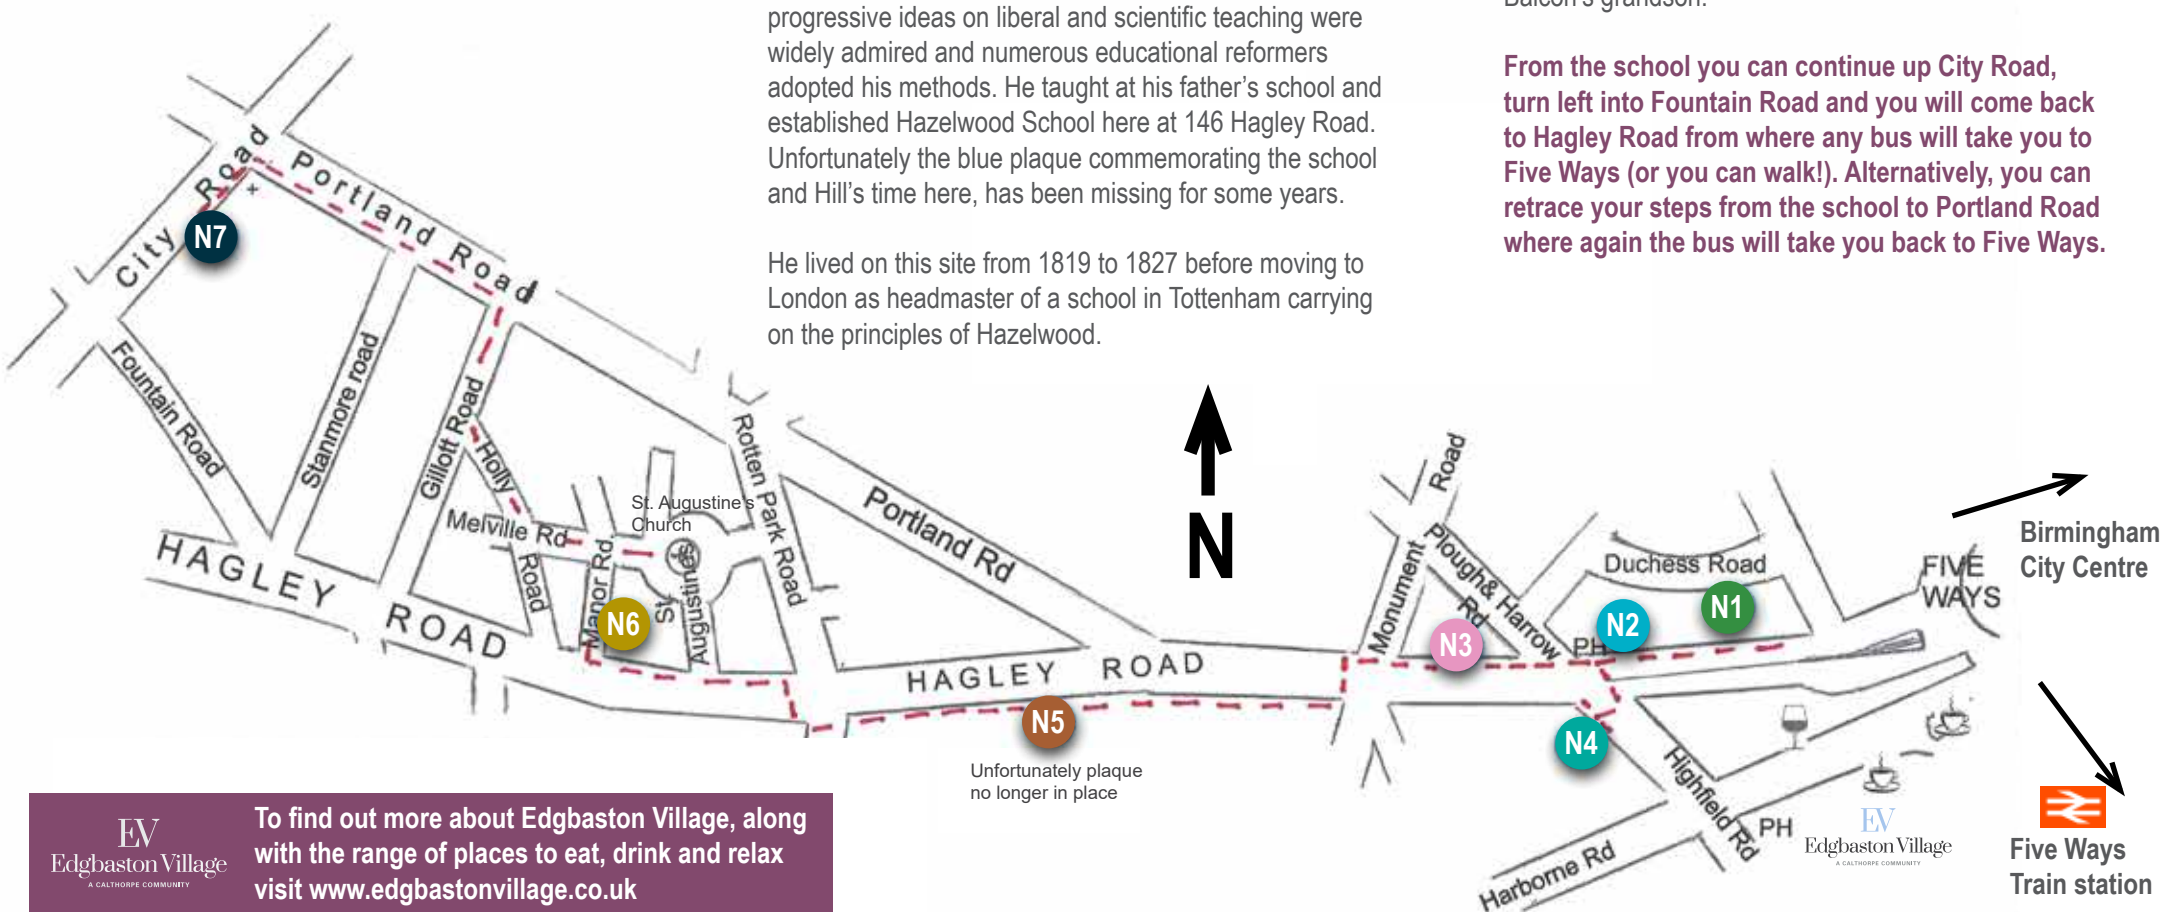 progressive ideas on liberal and scientific teaching were
widely admired and numerous educational reformers
adopted his methods. He taught at his father's school and
established Hazelwood School here at 146 Hagley Road.
Unfortunately the blue plaque commemorating the school
and Hill's time here, has been missing for some years.
He lived on this site from 1819 to 1827 before moving to
London as headmaster of a school in Tottenham carrying
on the principles of Hazelwood.
Balcon's grandson.
From the school you can continue up City Road,
turn left into Fountain Road and you will come back
to Hagley Road from where any bus will take you to
Five Ways (or you can walk!). Alternatively, you can
retrace your steps from the school to Portland Road
where again the bus will take you back to Five Ways.
City Road
Portland Road
N7
Fountain Road
Stanmore road
Gillott Road
Holly
Road
Melville Rd
Manor Rd
St. Augustine's
Church
St
Augustines
Rotten Park Road
N6
HAGLEY ROAD
Portland Rd
HAGLEY ROAD
N
N5
Unfortunately plaque
no longer in place
Monument
Road
Plough & Harrow
Rd
N3
PH
N2
N1
Duchess Road
FIVE
WAYS
N4
Highfield Rd
PH
Harborne Rd
Birmingham
City Centre
EV
Edgbaston Village
A CALTHORPE COMMUNITY
Five Ways
Train station
EV
Edgbaston Village
A CALTHORPE COMMUNITY
To find out more about Edgbaston Village, along
with the range of places to eat, drink and relax
visit www.edgbastonvillage.co.uk